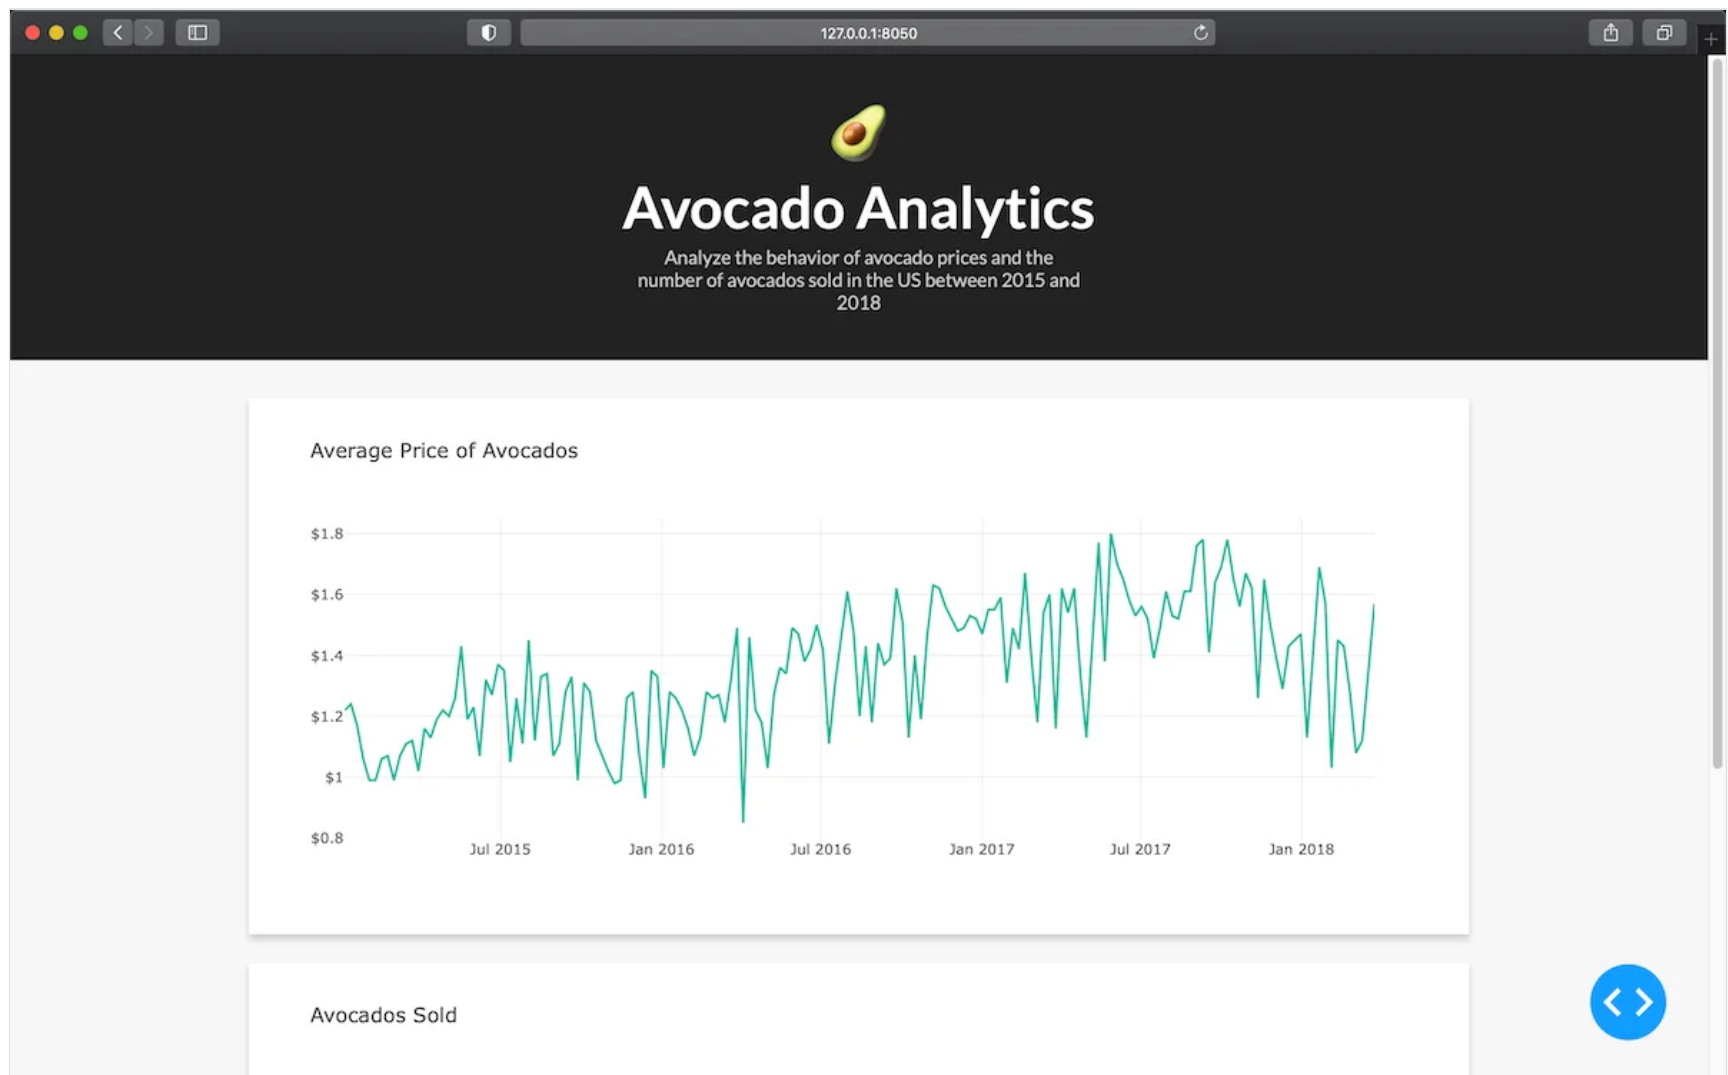 127.0.0.1:8050
Avocado Analytics
Analyze the behavior of avocado prices and the
number of avocados sold in the US between 2015 and
2018
Average Price of Avocados
$1.8
$1.6
$1.4
$1.2
$1
$0.8
Jul 2015 Jan 2016 Jul 2016 Jan 2017 Jul 2017 Jan 2018
Avocados Sold